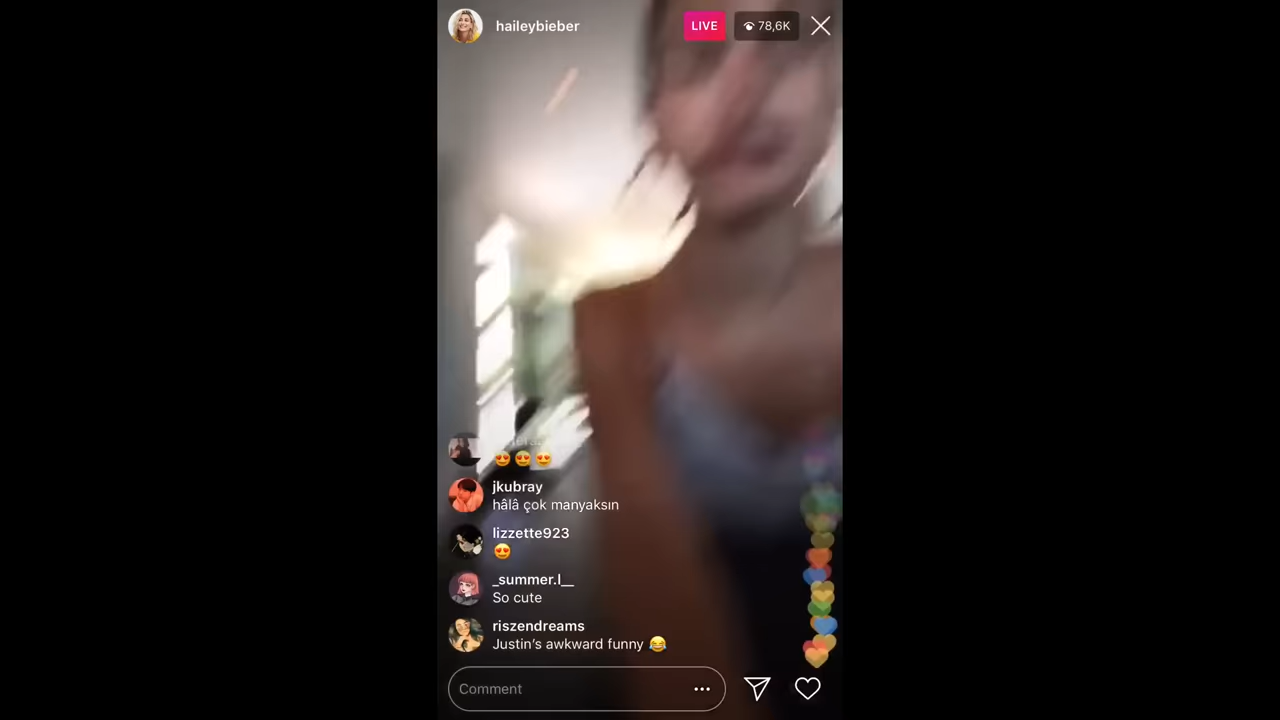 haileybieber
LIVE
78,6K
😍😍😍
jkubray
hâlâ çok manyaksın
lizzette923
😍
_summer.l__
So cute
riszendreams
Justin's awkward funny 😂
Comment